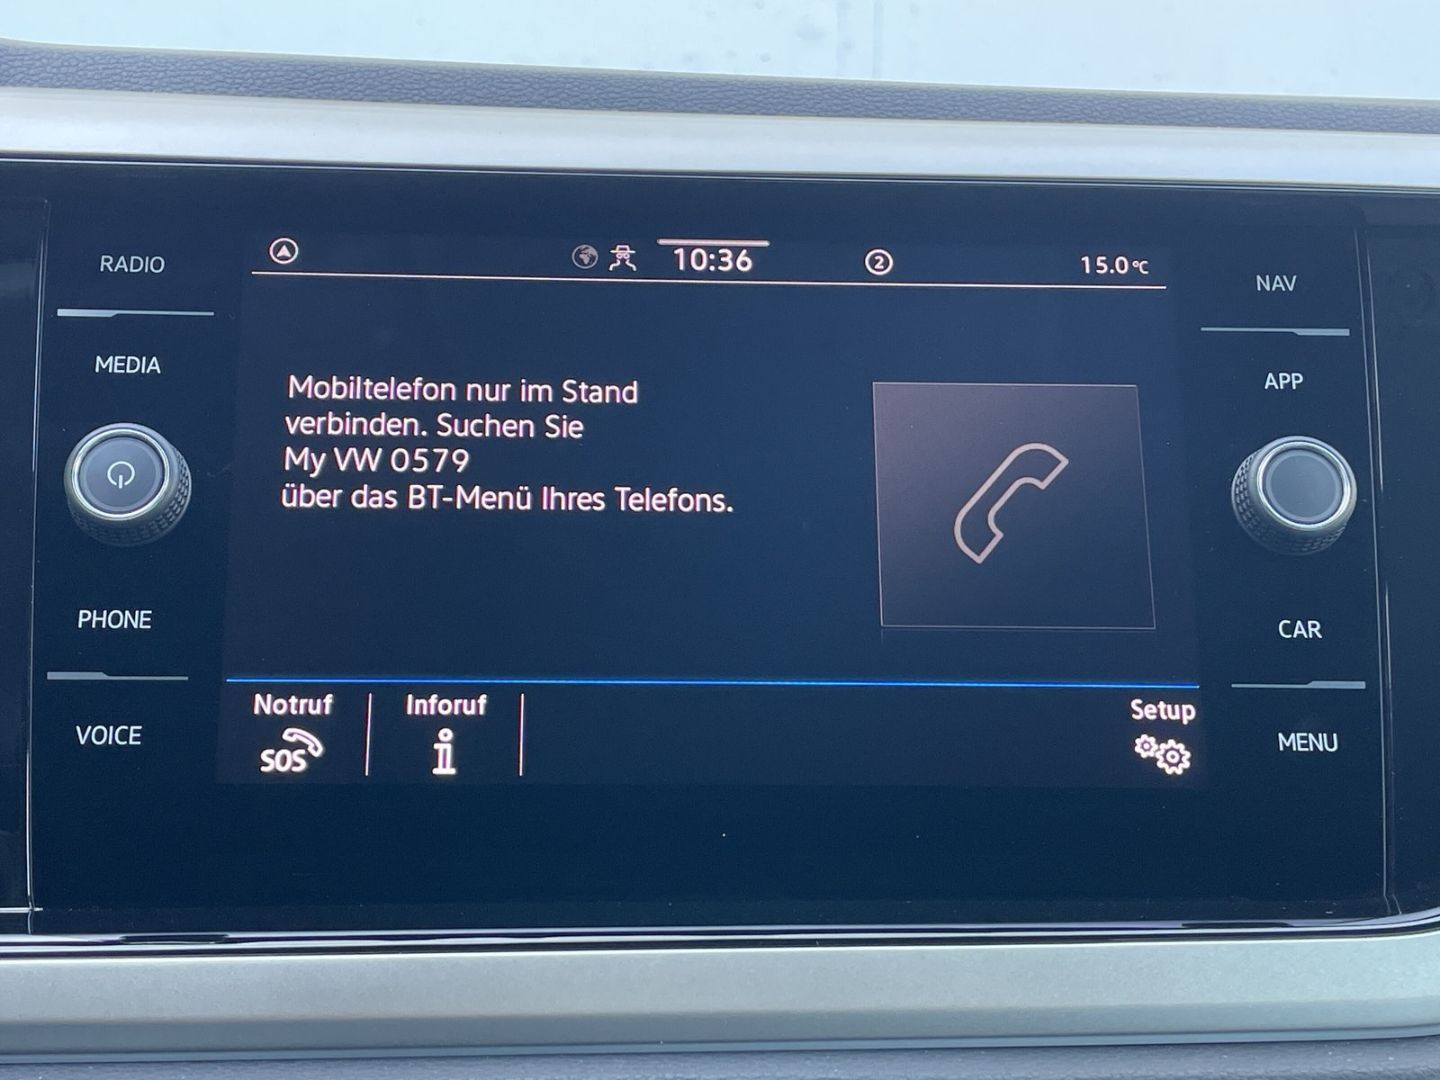 RADIO
MEDIA
PHONE
VOICE
10:36
2
15.0°C
Mobiltelefon nur im Stand
verbinden. Suchen Sie
My VW 0579
über das BT-Menü Ihres Telefons.
Notruf
SOS
Inforuf
i
Setup
NAV
APP
CAR
MENU